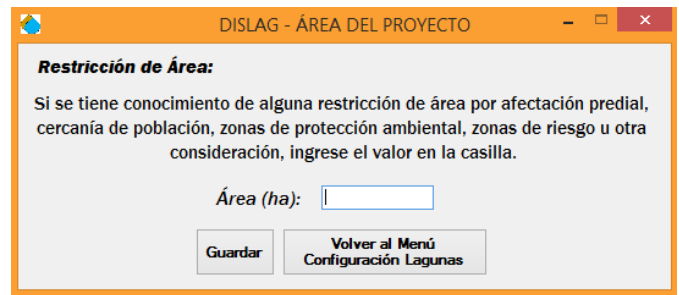 DISLAG - ÁREA DEL PROYECTO
Restricción de Área:
Si se tiene conocimiento de alguna restricción de área por afectación predial,
cercanía de población, zonas de protección ambiental, zonas de riesgo u otra
consideración, ingrese el valor en la casilla.
Área (ha):
Guardar
Volver al Menú
Configuración Lagunas